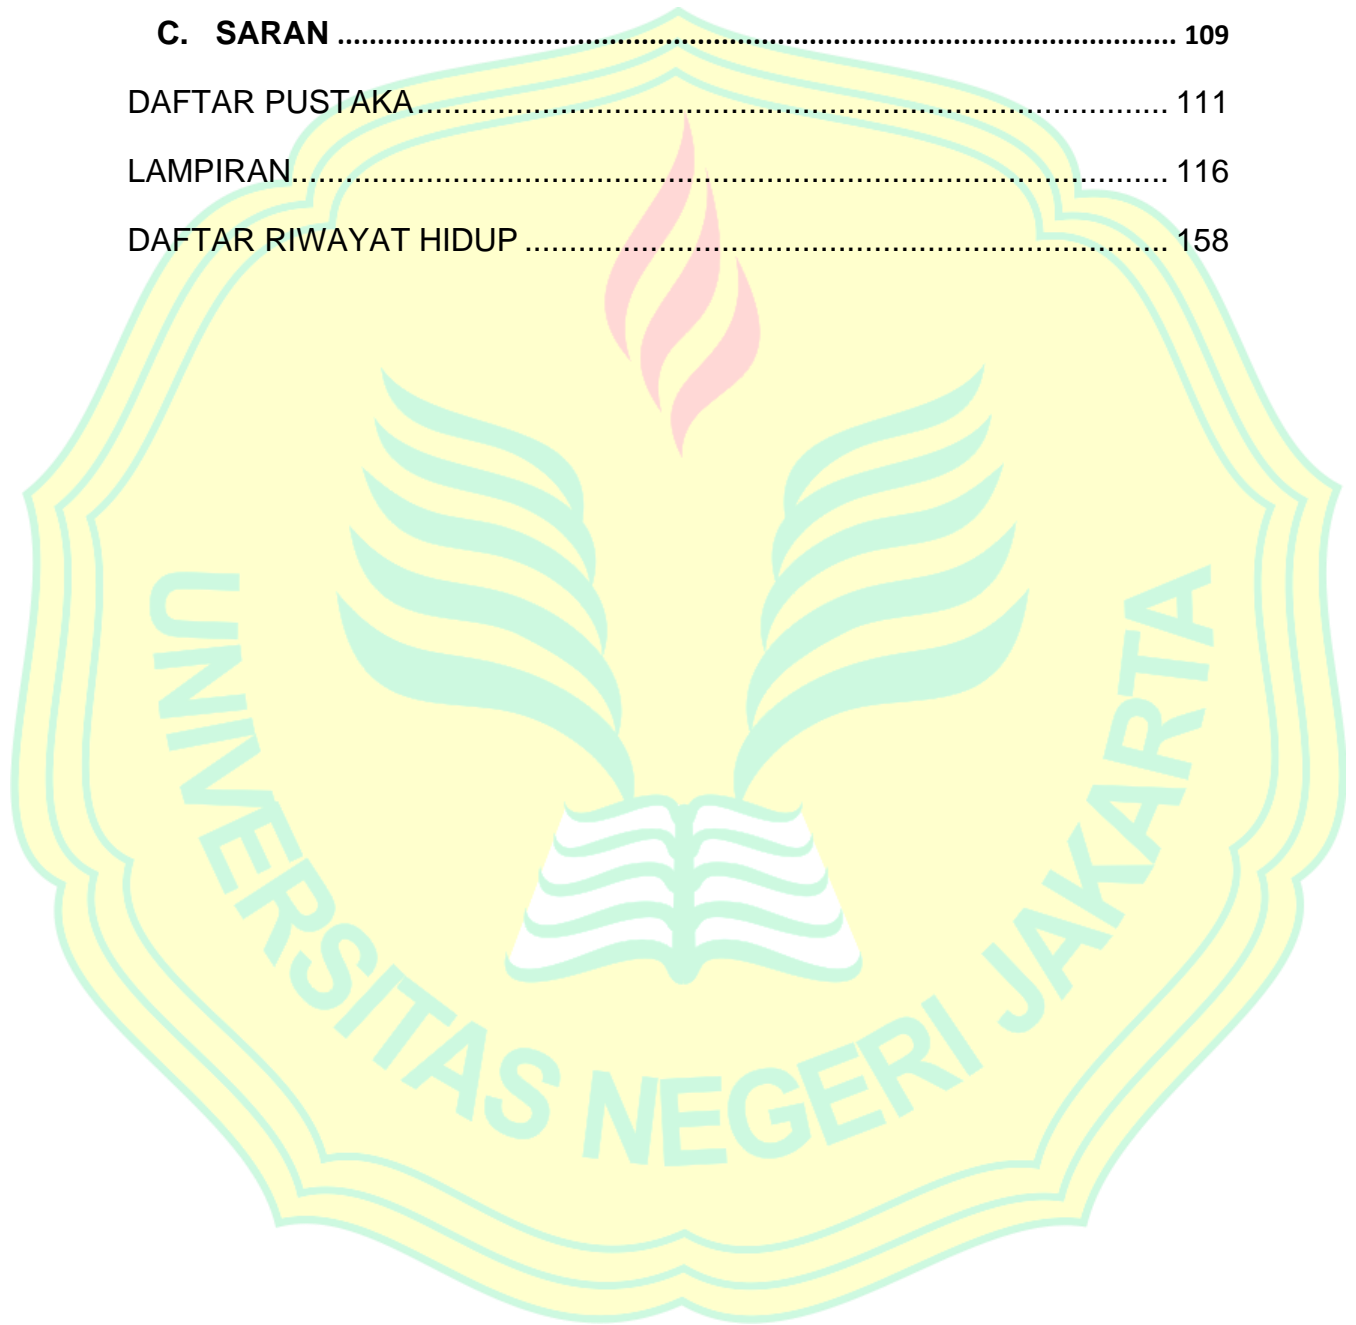 C. SARAN ........................................................................................................ 109
DAFTAR PUSTAKA.................................................................................... 111
LAMPIRAN.................................................................................................. 116
DAFTAR RIWAYAT HIDUP ........................................................................ 158
UNIVERSITAS NEGERI JAKARTA